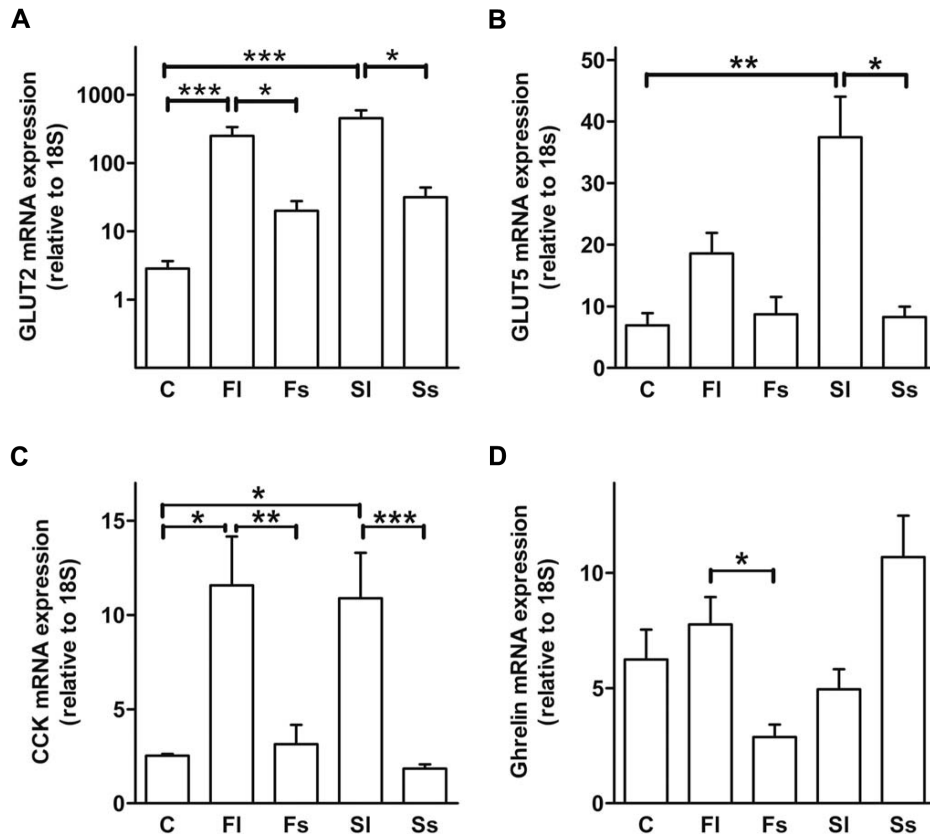 A
GLUT2 mRNA expression
(relative to 18S)
1000
100
10
1
***
*
***
*
C Fl Fs Sl Ss
B
GLUT5 mRNA expression
(relative to 18s)
50
40
30
20
10
0
**
*
C Fl Fs Sl Ss
C
CCK mRNA expression
(relative to 18S)
15
10
5
0
*
*
**
***
C Fl Fs Sl Ss
D
Ghrelin mRNA expression
(relative to 18S)
10
5
0
*
C Fl Fs Sl Ss